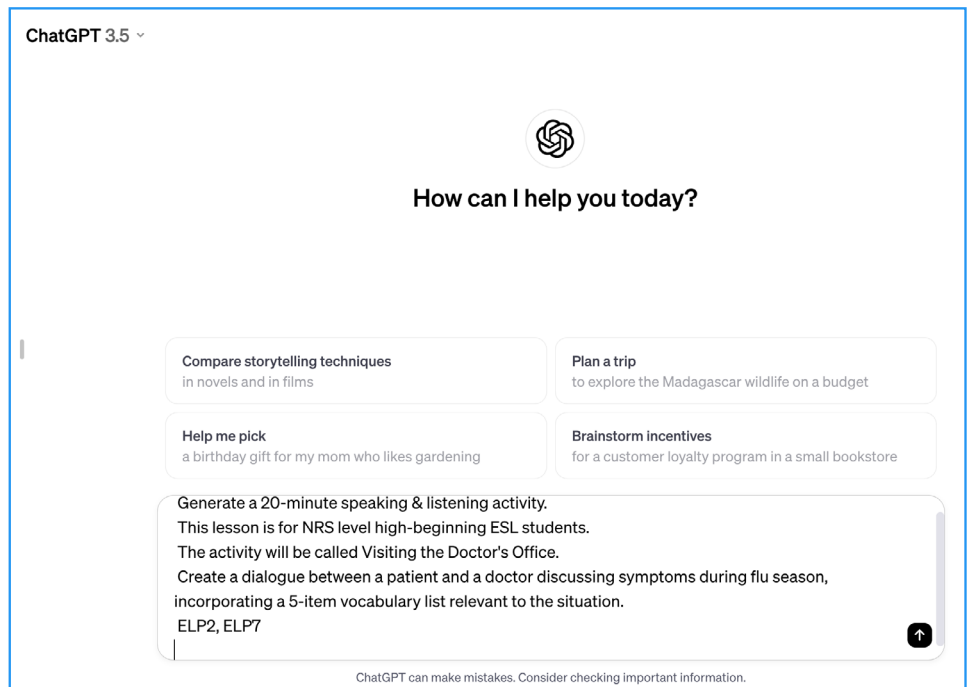 ChatGPT 3.5
How can I help you today?
Compare storytelling techniques
in novels and in films
Plan a trip
to explore the Madagascar wildlife on a budget
Help me pick
a birthday gift for my mom who likes gardening
Brainstorm incentives
for a customer loyalty program in a small bookstore
Generate a 20-minute speaking & listening activity.
This lesson is for NRS level high-beginning ESL students.
The activity will be called Visiting the Doctor's Office.
Create a dialogue between a patient and a doctor discussing symptoms during flu season,
incorporating a 5-item vocabulary list relevant to the situation.
ELP2, ELP7
ChatGPT can make mistakes. Consider checking important information.